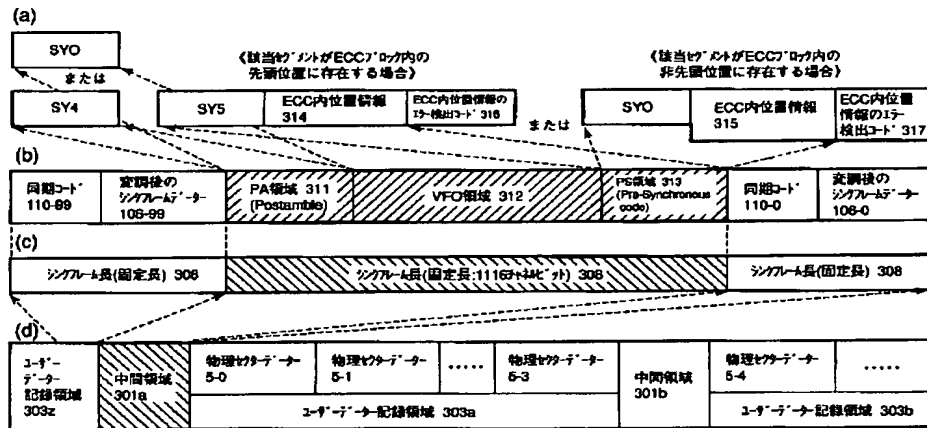 (a)
SYO
または
SY4
《該当セグメントがECCブロック内の
先頭位置に存在する場合》
SY5
ECC内位置情報
314
ECC内位置情報の
エラー検出コード 316
または
《該当セグメントがECCブロック内の
非先頭位置に存在する場合》
SYO
ECC内位置情報
315
ECC内位置
情報のエラー
検出コード 317
(b)
同期コード
110-99
変調後の
シンクフレームデーター
106-99
PA領域 311
(Postamble)
VFO領域 312
PS領域 313
(Pre-Synchronous
code)
同期コード
110-0
変調後の
シンクフレームデーター
106-0
(c)
シンクフレーム長(固定長) 308
シンクフレーム長(固定長:1116チャネルビット) 308
シンクフレーム長(固定長) 308
(d)
ユーザー
データー
記録領域
303z
中間領域
301a
物理セクターデーター
5-0
物理セクターデーター
5-1
.....
物理セクターデーター
5-3
ユーザーデーター記録領域 303a
中間領域
301b
物理セクターデーター
5-4
.....
ユーザーデーター記録領域 303b